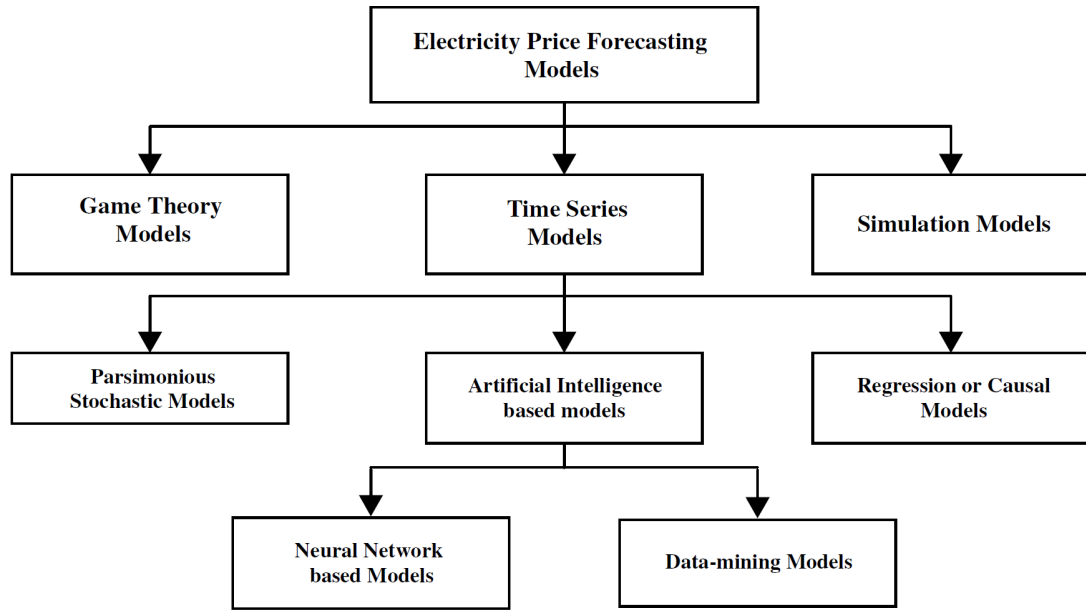 Electricity Price Forecasting
Models
Game Theory
Models
Time Series
Models
Simulation Models
Parsimonious
Stochastic Models
Artificial Intelligence
based models
Regression or Causal
Models
Neural Network
based Models
Data-mining Models